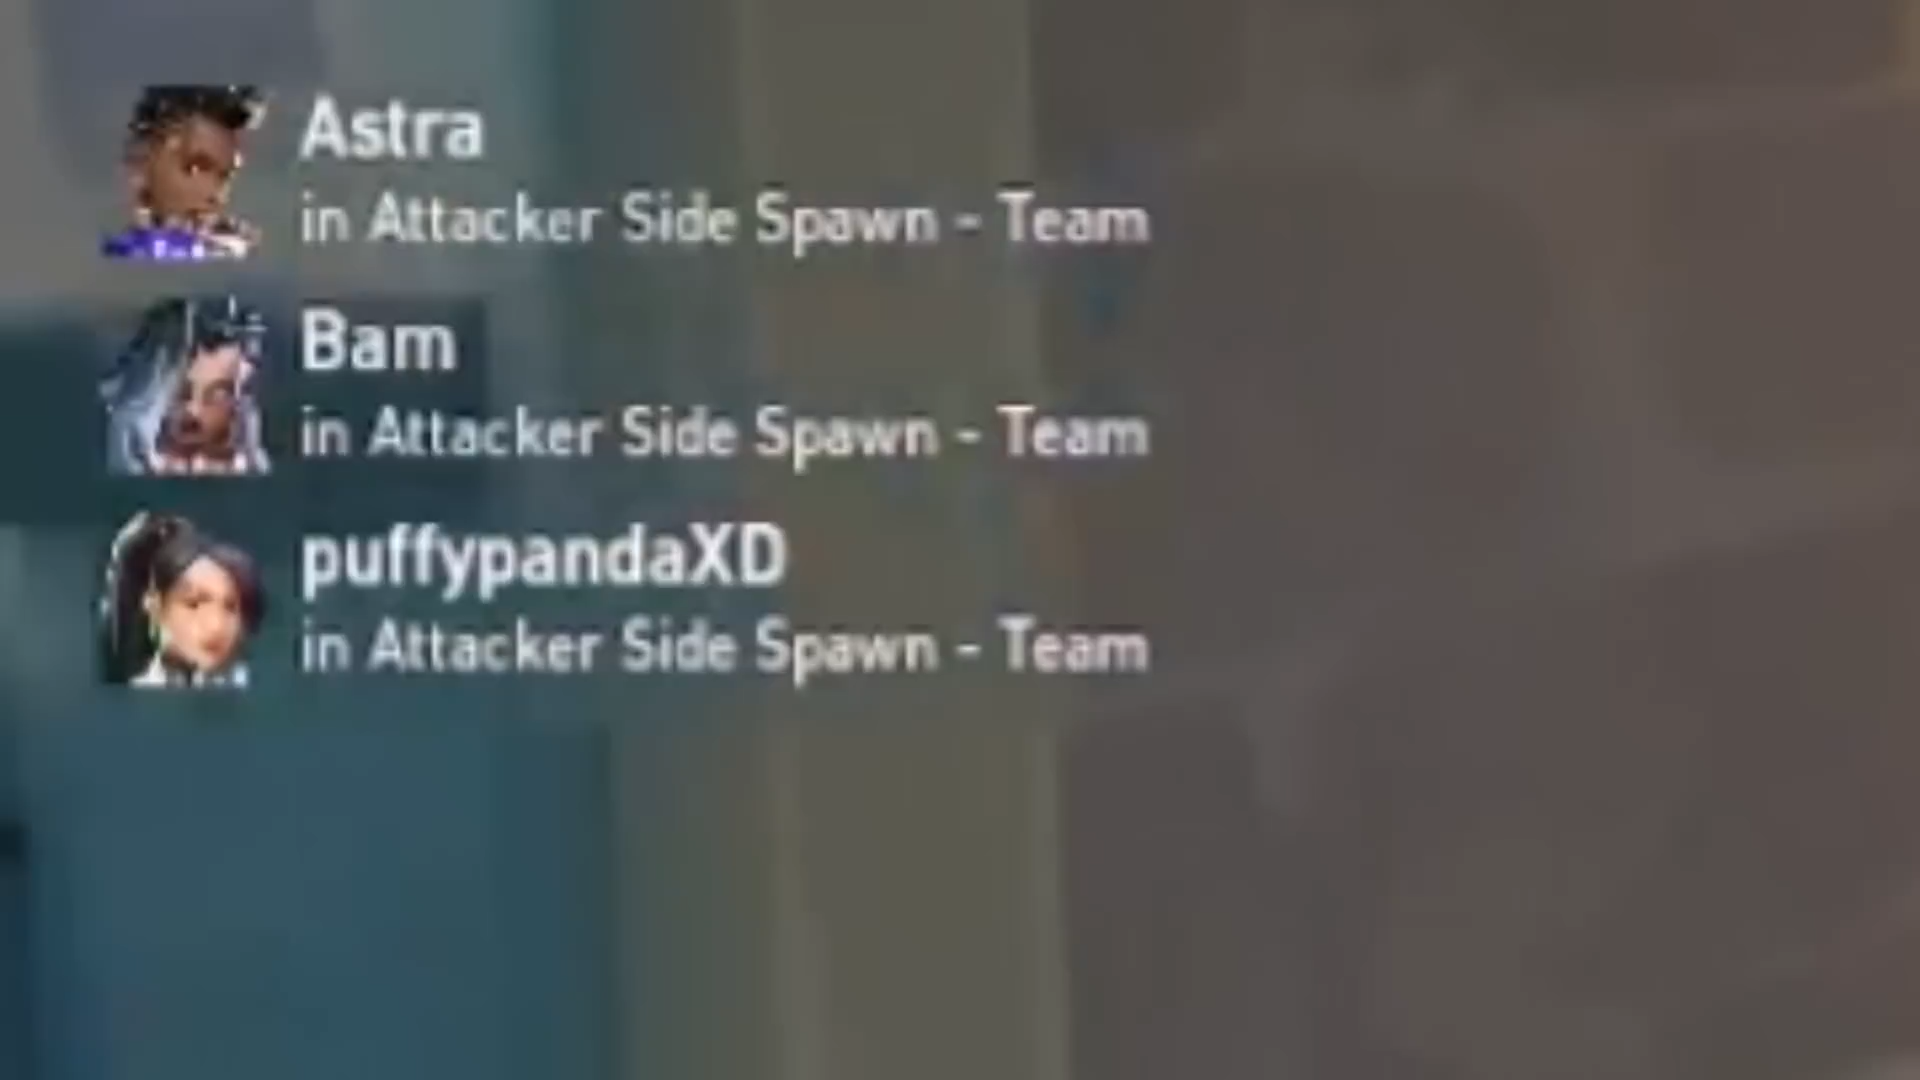 Astra
in Attacker Side Spawn - Team
Bam
in Attacker Side Spawn - Team
puffypandaXD
in Attacker Side Spawn - Team